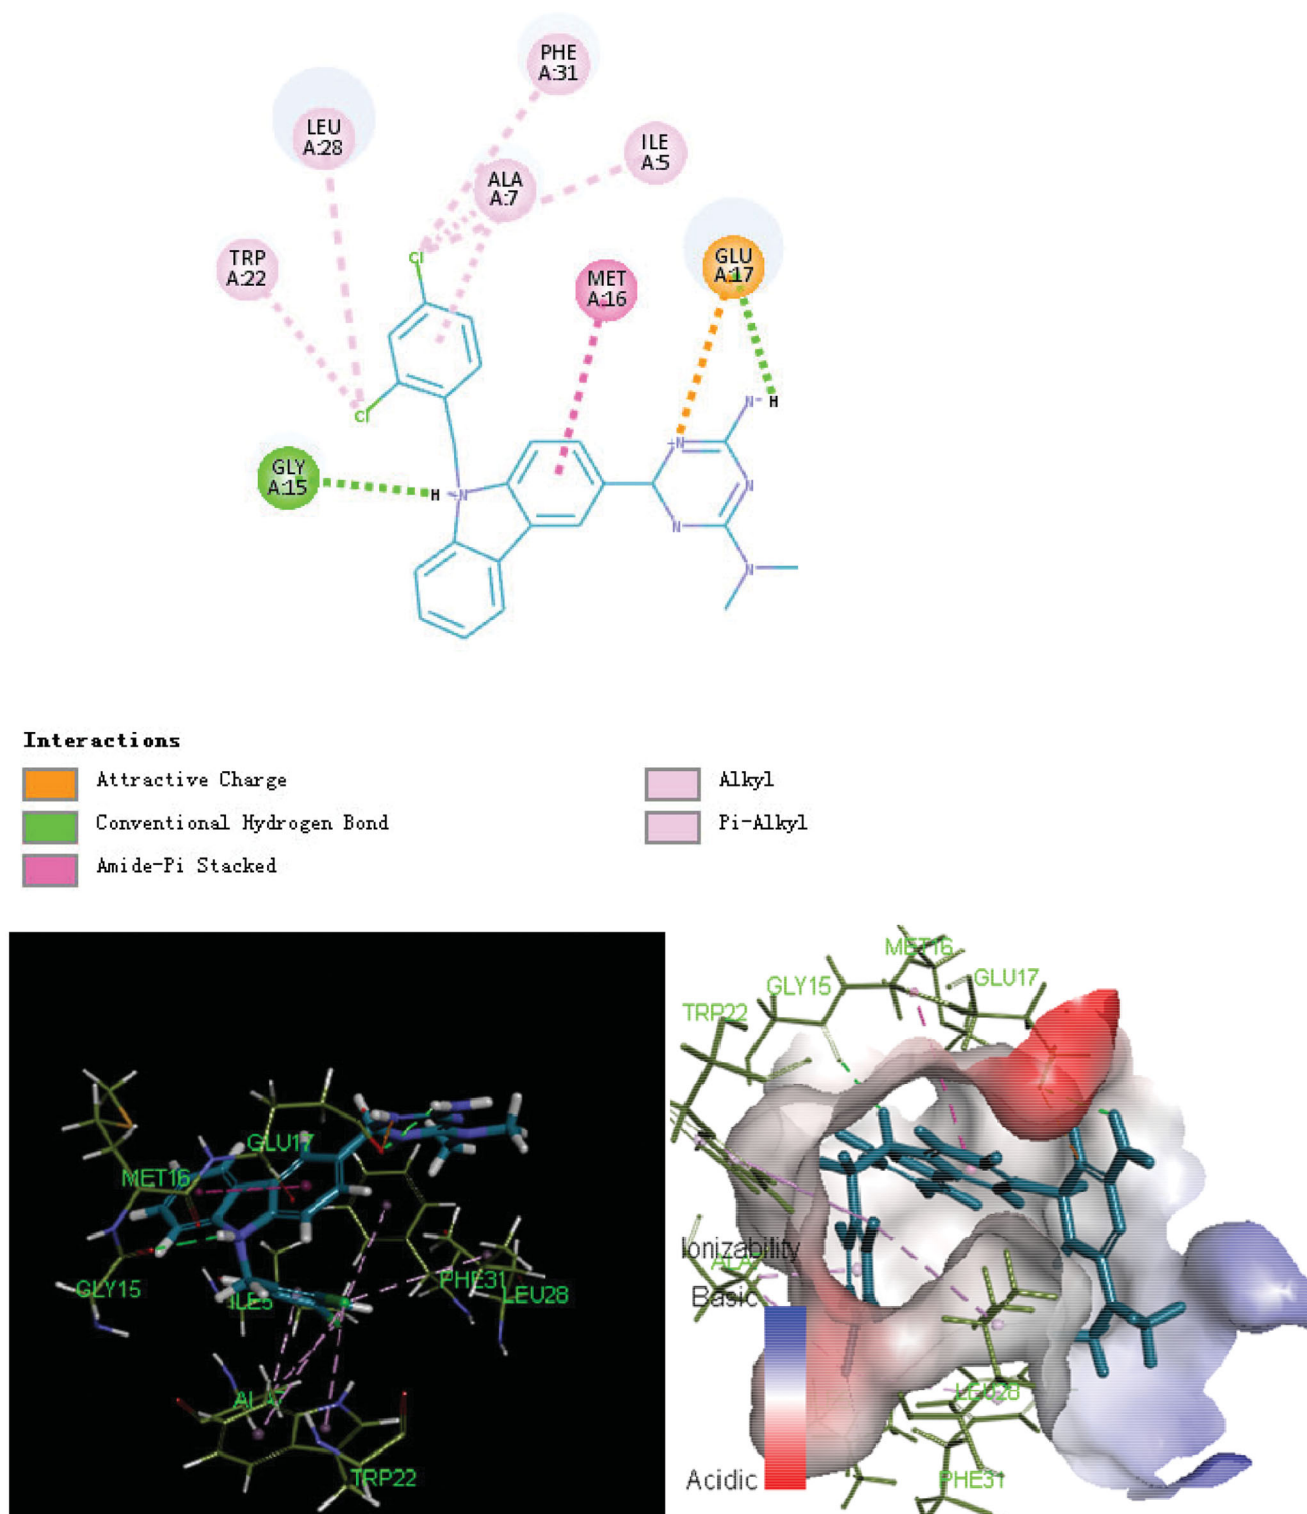 PHE
A:31
LEU
A:28
ILE
A:5
ALA
A:7
TRP
A:22
GLU
A:17
MET
A:16
Cl
Cl
GLY
A:15
N
H
N
H
N
N
N
N
Interactions
Attractive Charge
Alkyl
Conventional Hydrogen Bond
Pi-Alkyl
Amide-Pi Stacked
GLU17
MET16
GLY15
ILE5
PHE31
LEU28
ALA7
TRP22
MET16
GLY15
GLU17
TRP22
Ionizability
Basic
LEU28
Acidic
PHE31